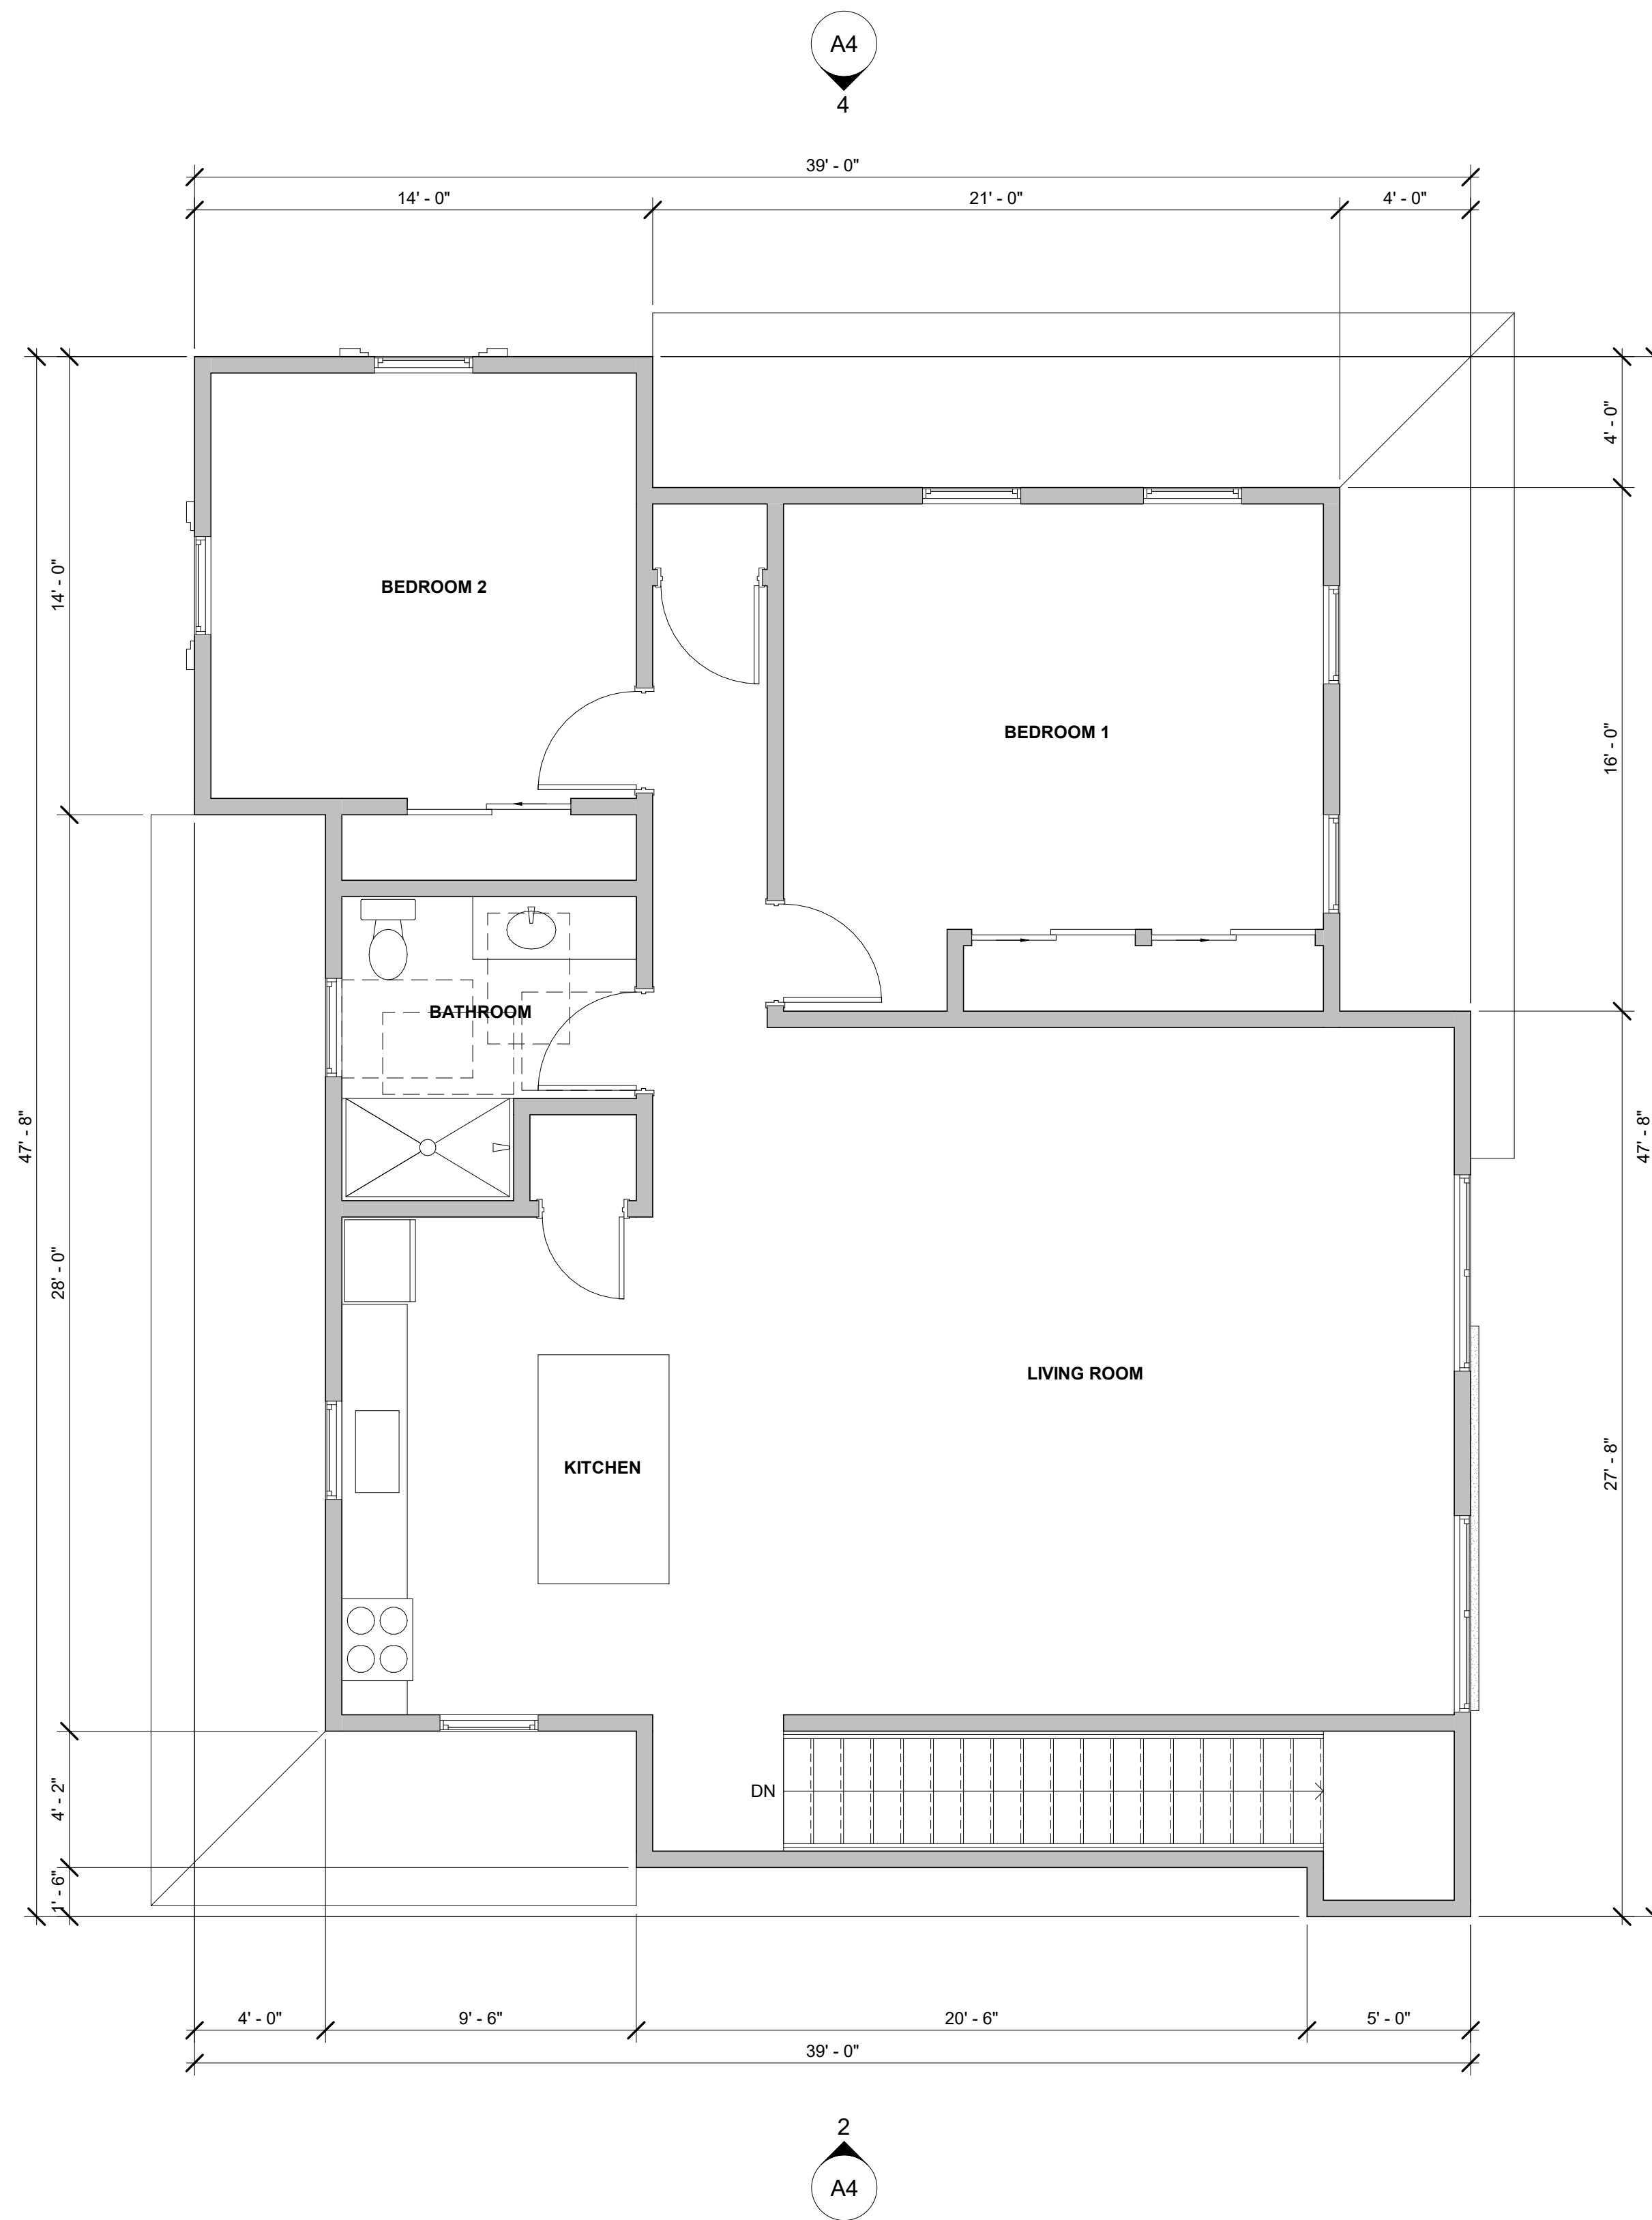 A4
4
39' - 0"
14' - 0"
21' - 0"
4' - 0"
4' - 0"
14' - 0"
BEDROOM 2
BEDROOM 1
16' - 0"
BATHROOM
47' - 8"
47' - 8"
28' - 0"
LIVING ROOM
KITCHEN
27' - 8"
DN
4' - 2"
1' - 6"
4' - 0"
9' - 6"
20' - 6"
5' - 0"
39' - 0"
2
A4